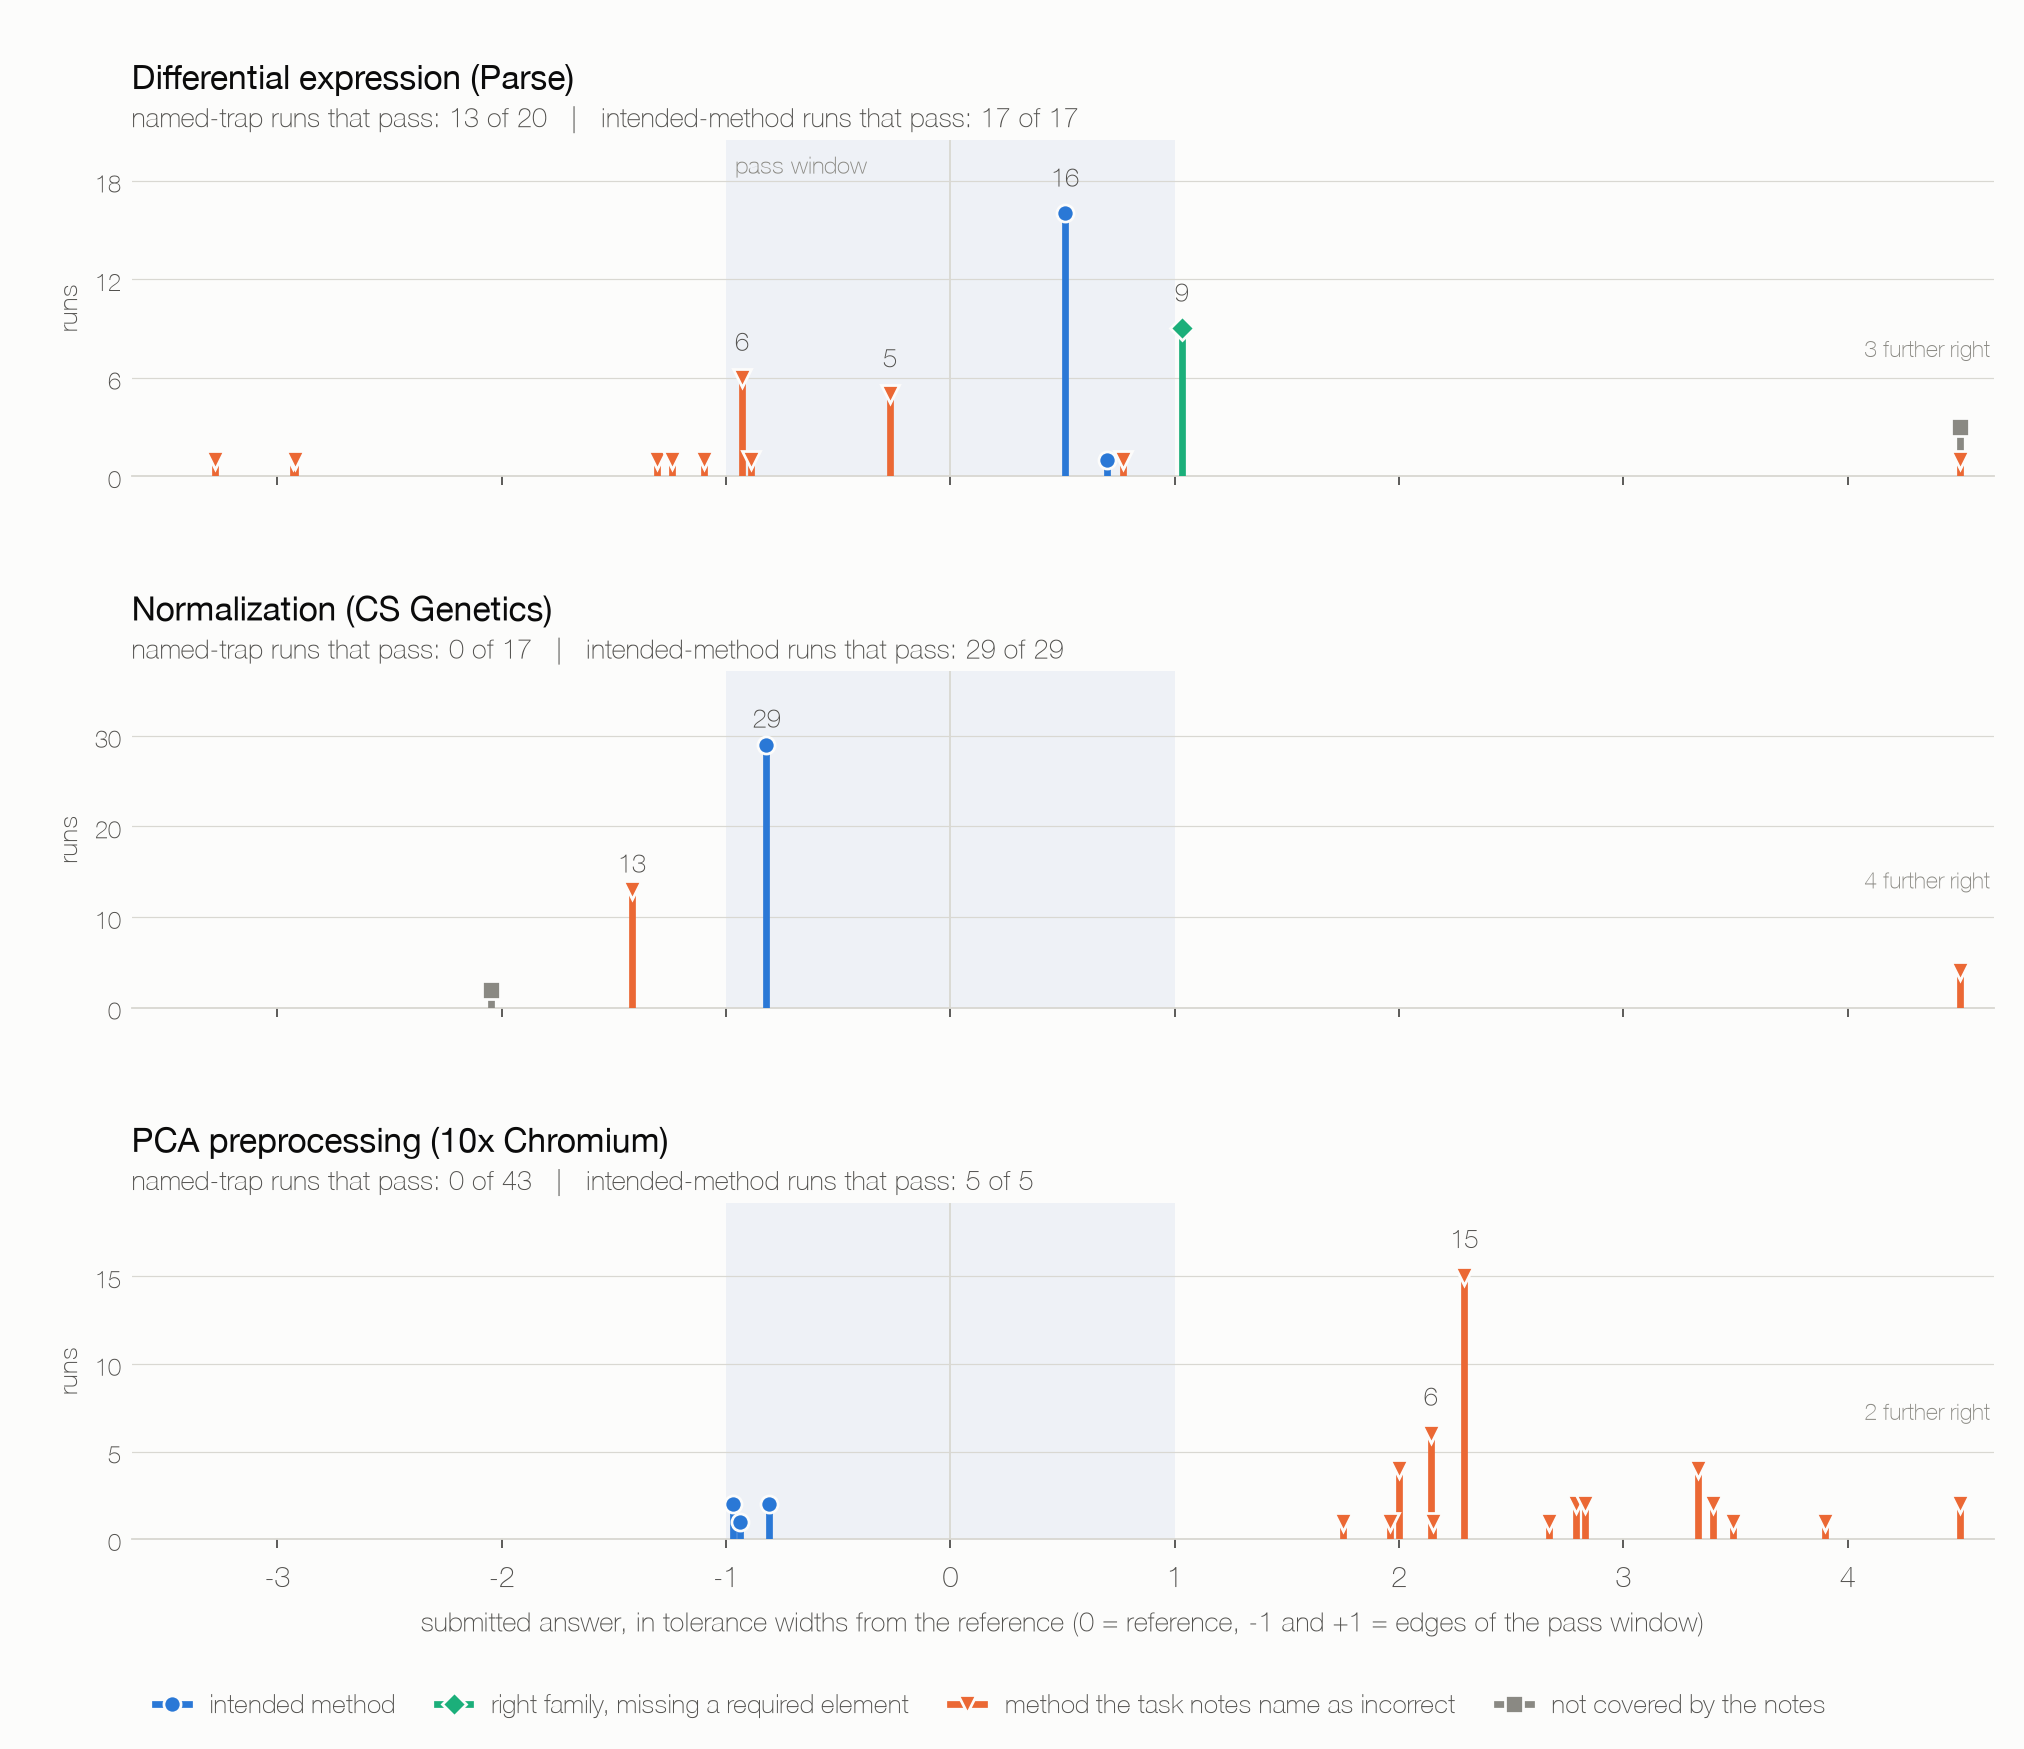 Differential expression (Parse)
named-trap runs that pass: 13 of 20 | intended-method runs that pass: 17 of 17
pass window
18
12
6
0
runs
6
5
16
9
3 further right
Normalization (CS Genetics)
named-trap runs that pass: 0 of 17 | intended-method runs that pass: 29 of 29
30
20
10
0
runs
13
29
4 further right
PCA preprocessing (10x Chromium)
named-trap runs that pass: 0 of 43 | intended-method runs that pass: 5 of 5
15
10
5
0
runs
6
15
2 further right
-3 -2 -1 0 1 2 3 4
submitted answer, in tolerance widths from the reference (0 = reference, -1 and +1 = edges of the pass window)
intended method right family, missing a required element method the task notes name as incorrect not covered by the notes